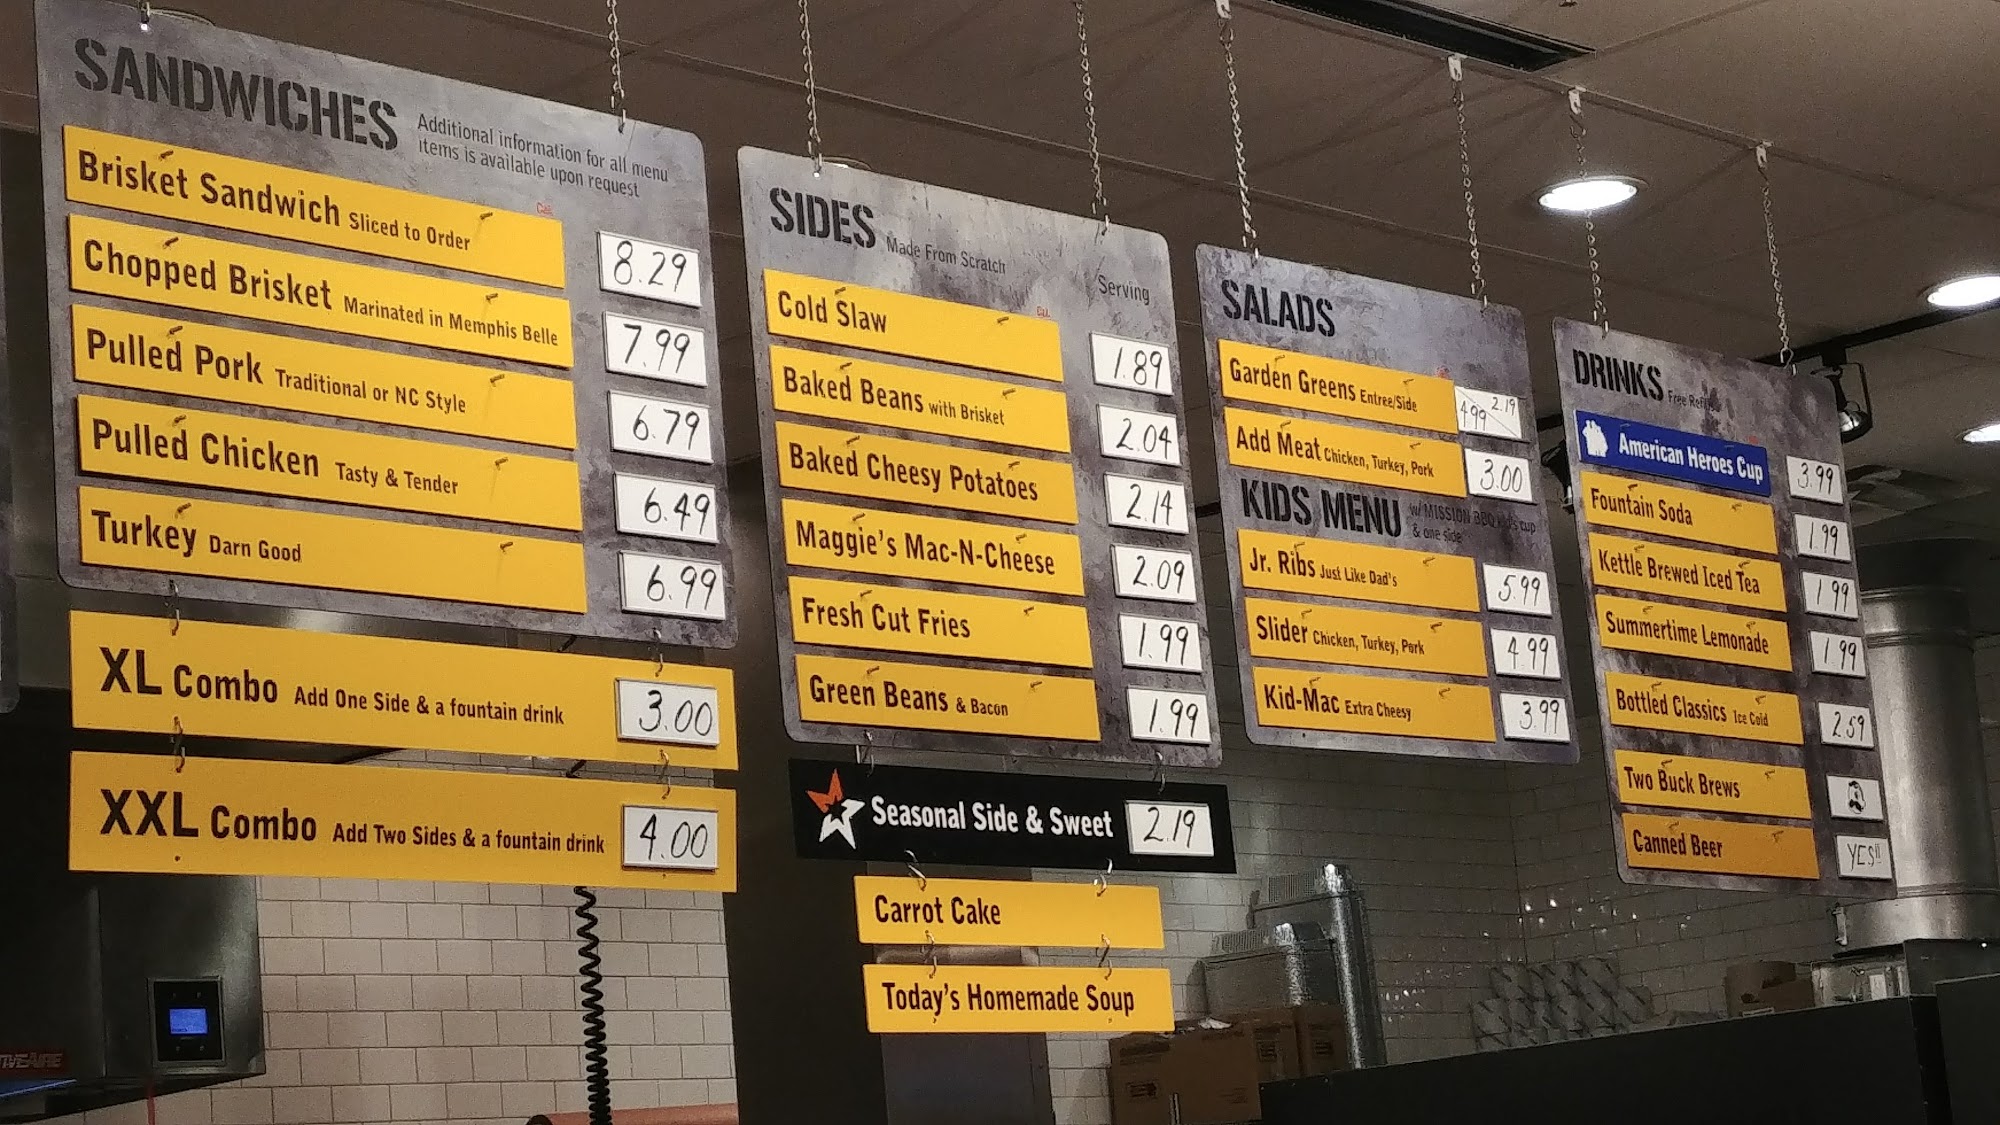 SANDWICHES
Additional information for all menu
items is available upon request
Cal.
Brisket Sandwich Sliced to Order 8.29
Chopped Brisket Marinated in Memphis Belle 7.99
Pulled Pork Traditional or NC Style 6.79
Pulled Chicken Tasty & Tender 6.49
Turkey Darn Good 6.99
XL Combo Add One Side & a fountain drink 3.00
XXL Combo Add Two Sides & a fountain drink 4.00
SIDES Made From Scratch
Serving
Cal.
Cold Slaw 1.89
Baked Beans with Brisket 2.04
Baked Cheesy Potatoes 2.14
Maggie's Mac-N-Cheese 2.09
Fresh Cut Fries 1.99
Green Beans & Bacon 1.99
Seasonal Side & Sweet 2.19
Carrot Cake
Today's Homemade Soup
SALADS
Garden Greens Entree/Side 4.99 2.19
Add Meat Chicken, Turkey, Pork 3.00
KIDS MENU w/ MISSION BBQ kid's cup
& one side
Jr. Ribs Just Like Dad's 5.99
Slider Chicken, Turkey, Pork 4.99
Kid-Mac Extra Cheesy 3.99
DRINKS Free Refills
American Heroes Cup 3.99
Fountain Soda 1.99
Kettle Brewed Iced Tea 1.99
Summertime Lemonade 1.99
Bottled Classics Ice Cold 2.59
Two Buck Brews
Canned Beer YES!!